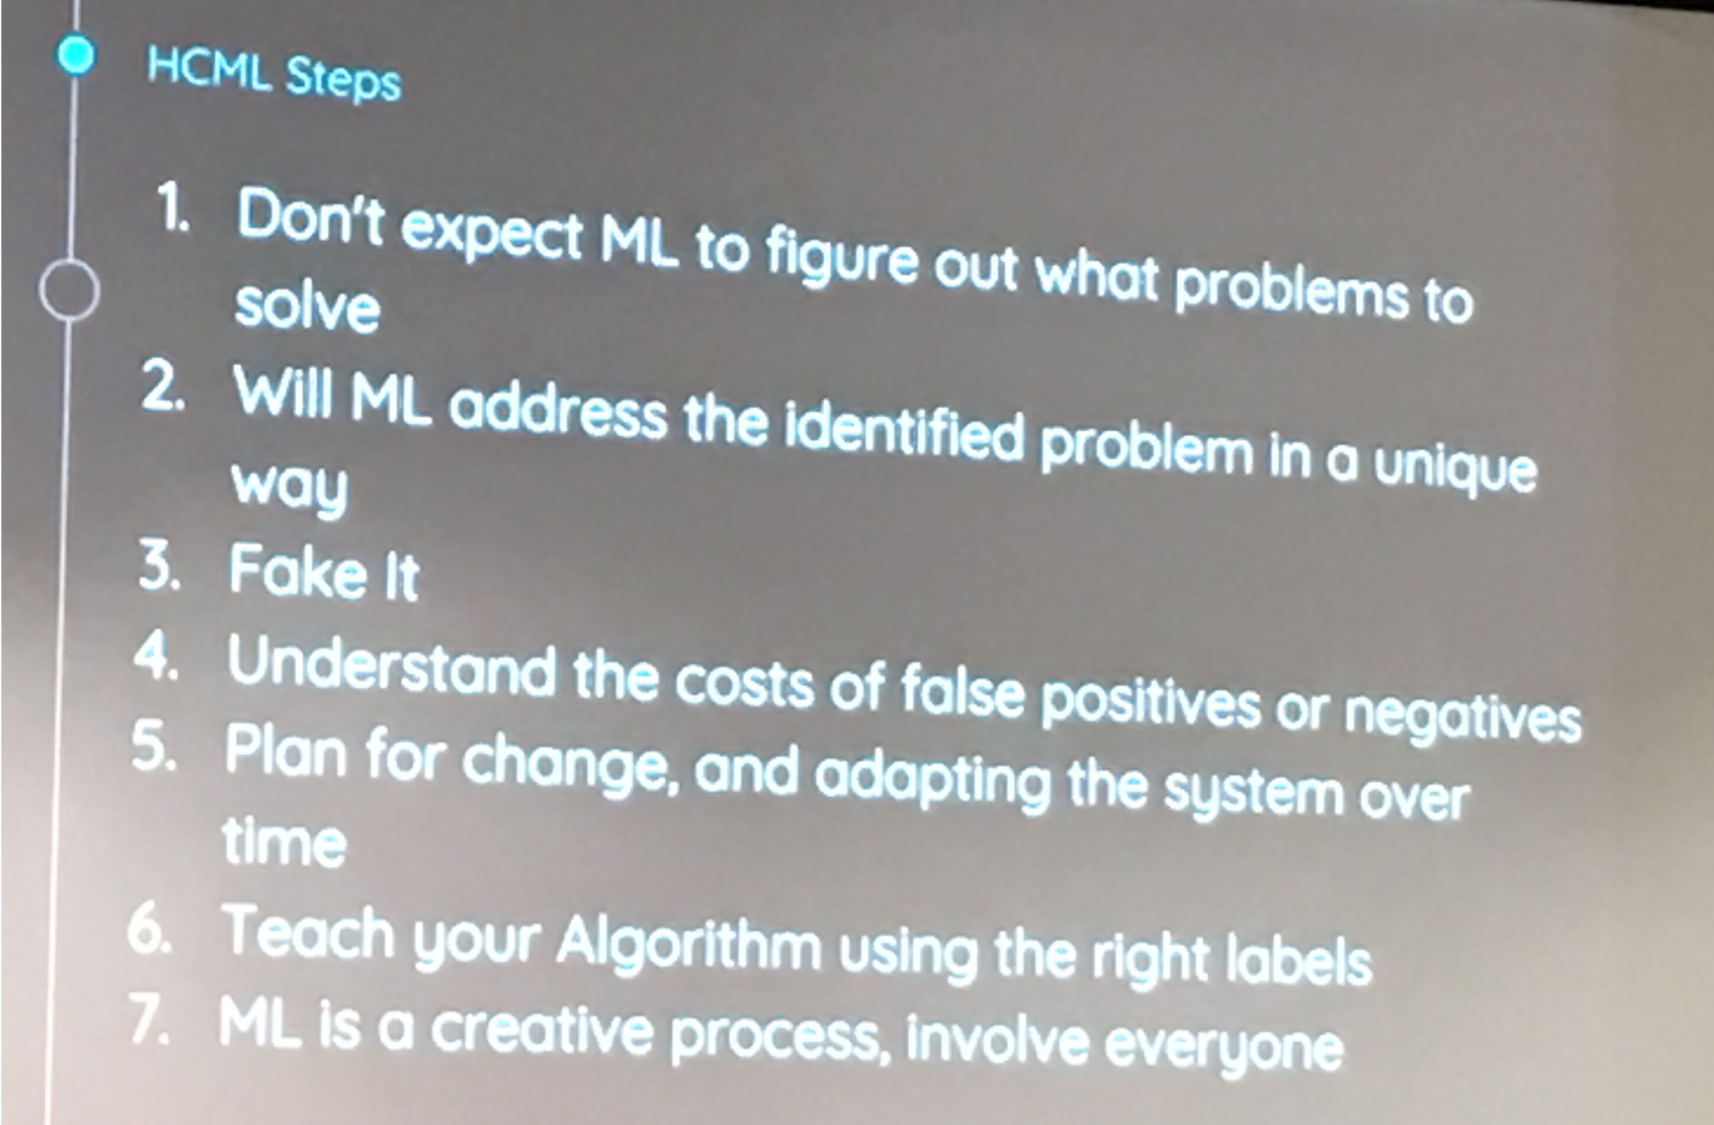 HCML Steps
1. Don't expect ML to figure out what problems to
solve
2. Will ML address the identified problem in a unique
way
3. Fake It
4. Understand the costs of false positives or negatives
5. Plan for change, and adapting the system over
time
6. Teach your Algorithm using the right labels
7. ML is a creative process, involve everyone